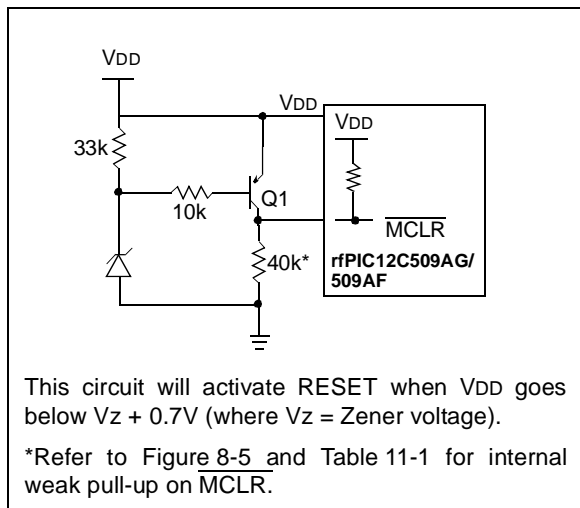 VDD
VDD
VDD
33k
10k
Q1
MCLR
40k*
rfPIC12C509AG/
509AF
This circuit will activate RESET when VDD goes
below Vz + 0.7V (where Vz = Zener voltage).
*Refer to Figure 8-5 and Table 11-1 for internal
weak pull-up on MCLR.